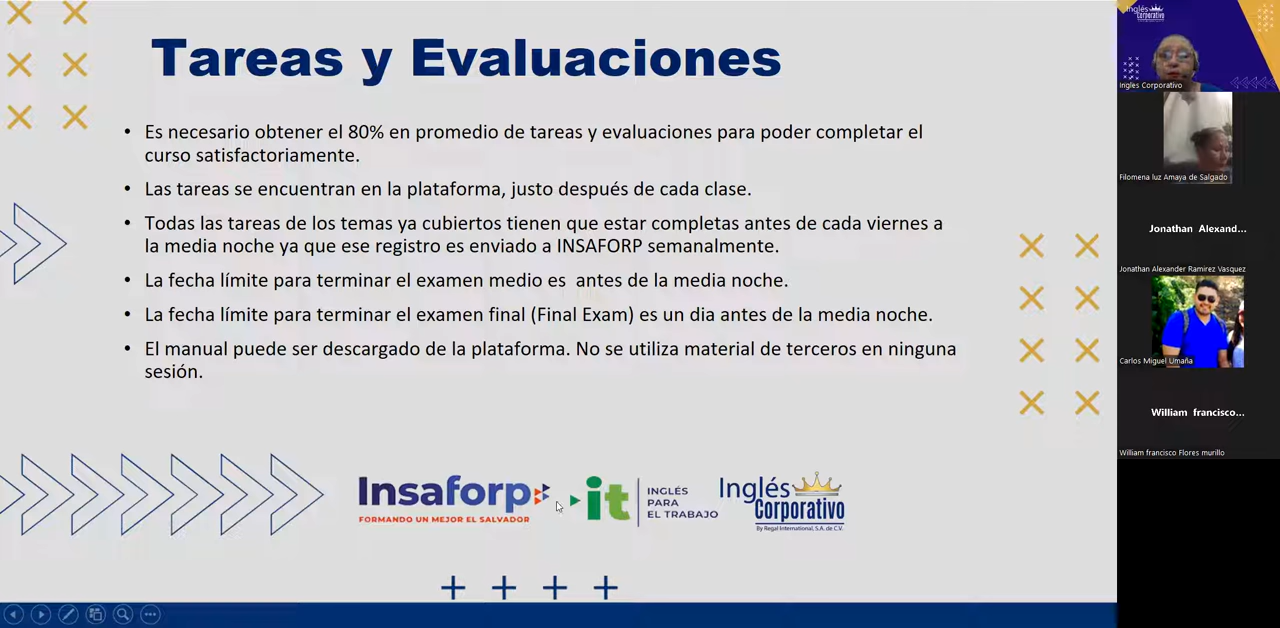 Tareas y Evaluaciones
• Es necesario obtener el 80% en promedio de tareas y evaluaciones para poder completar el
curso satisfactoriamente.
• Las tareas se encuentran en la plataforma, justo después de cada clase.
• Todas las tareas de los temas ya cubiertos tienen que estar completas antes de cada viernes a
la media noche ya que ese registro es enviado a INSAFORP semanalmente.
• La fecha límite para terminar el examen medio es  antes de la media noche.
• La fecha límite para terminar el examen final (Final Exam) es un dia antes de la media noche.
• El manual puede ser descargado de la plataforma. No se utiliza material de terceros en ninguna
sesión.
Insaforp
FORMANDO UN MEJOR EL SALVADOR
it
INGLÉS
PARA
EL TRABAJO
Inglés
Corporativo
By Regal International, S.A. de C.V.
Inglés
Corporativo
Ingles Corporativo
Filomena luz Amaya de Salgado
Jonathan Alexand...
Jonathan Alexander Ramirez Vasquez
Carlos Miguel Umaña
William francisco...
William francisco Flores murillo